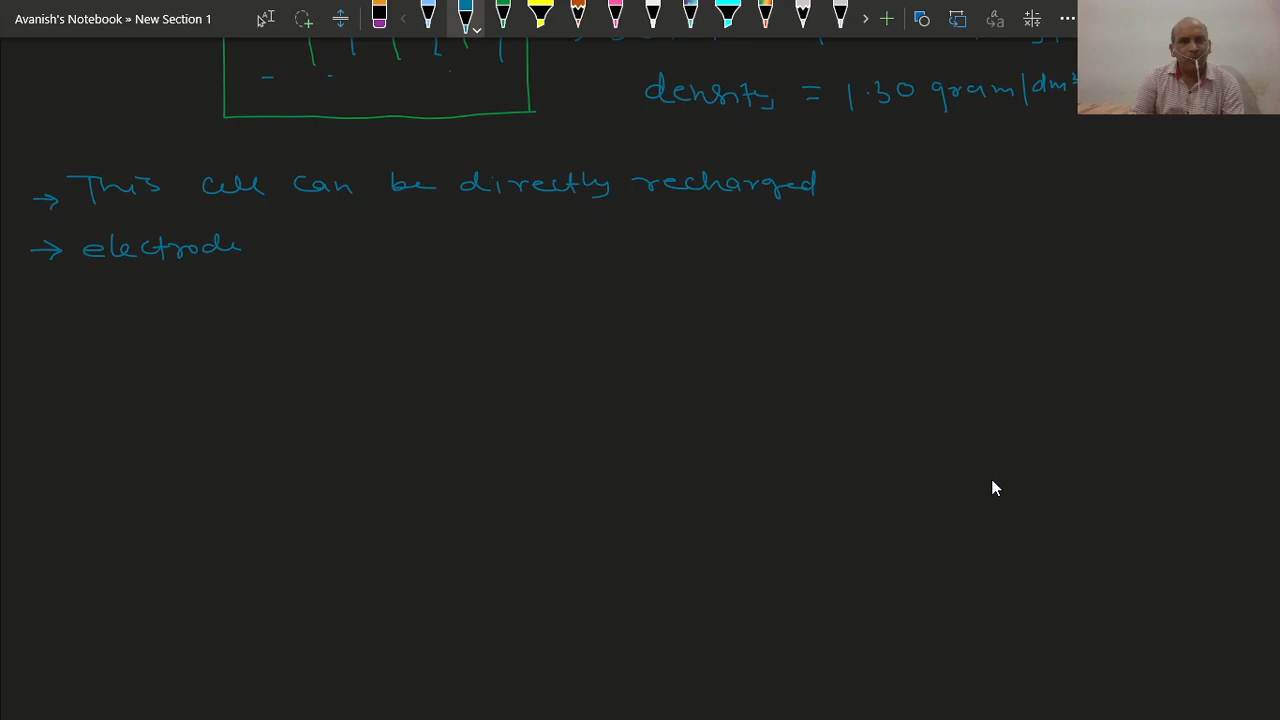 Avanish's Notebook » New Section 1
density = 1.30 gram/dm³
→ This cell can be directly recharged
→ electrode